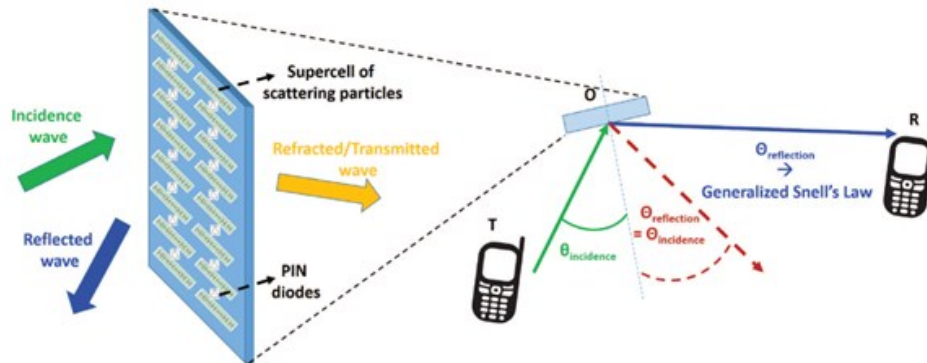 Incidence
wave
Reflected
wave
Supercell of
scattering particles
Refracted/Transmitted
wave
PIN
diodes
O
T
R
θincidence
Θreflection
= Θincidence
Θreflection
→
Generalized Snell's Law